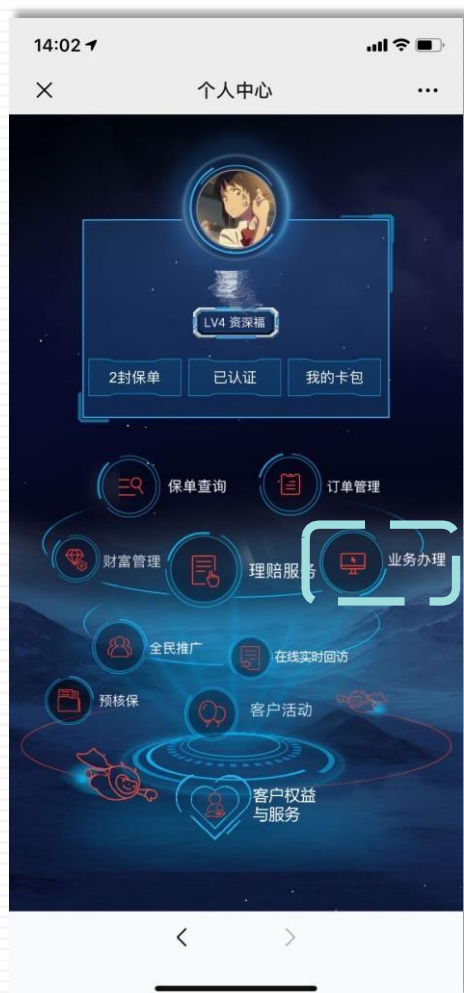 14:02
个人中心
LV4 资深福
2封保单
已认证
我的卡包
保单查询
订单管理
财富管理
理赔服务
业务办理
全民推广
在线实时回访
预核保
客户活动
客户权益
与服务